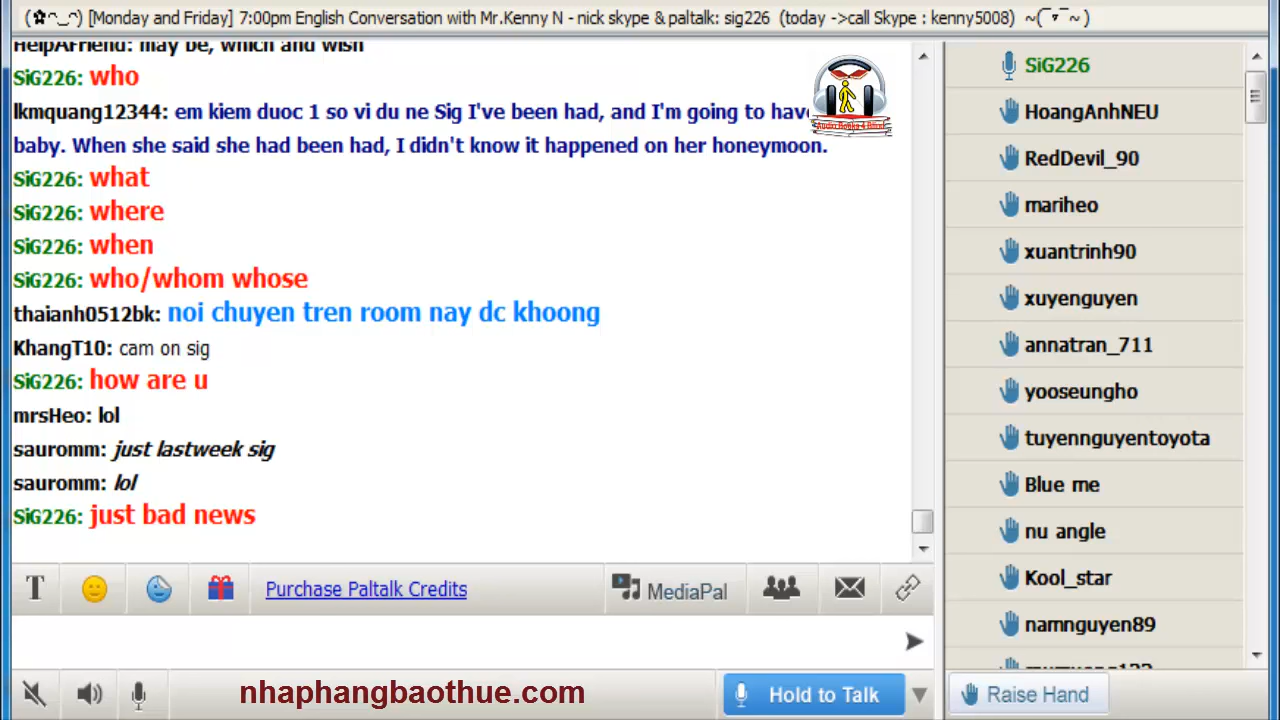 (✿◠‿◠) [Monday and Friday] 7:00pm English Conversation with Mr.Kenny N - nick skype & paltalk: sig226 (today ->call Skype : kenny5008) ~(‾▿‾~)
HelpAFriend: may be, which and wish
SiG226: who
lkmquang12344: em kiem duoc 1 so vi du ne Sig I've been had, and I'm going to have
baby. When she said she had been had, I didn't know it happened on her honeymoon.
SiG226: what
SiG226: where
SiG226: when
SiG226: who/whom whose
thaianh0512bk: noi chuyen tren room nay dc khoong
KhangT10: cam on sig
SiG226: how are u
mrsHeo: lol
sauromm: just lastweek sig
sauromm: lol
SiG226: just bad news
T
Purchase Paltalk Credits
MediaPal
nhaphangbaothue.com
Hold to Talk
SiG226
HoangAnhNEU
RedDevil_90
mariheo
xuantrinh90
xuyenguyen
annatran_711
yooseungho
tuyennguyentoyota
Blue me
nu angle
Kool_star
namnguyen89
Raise Hand